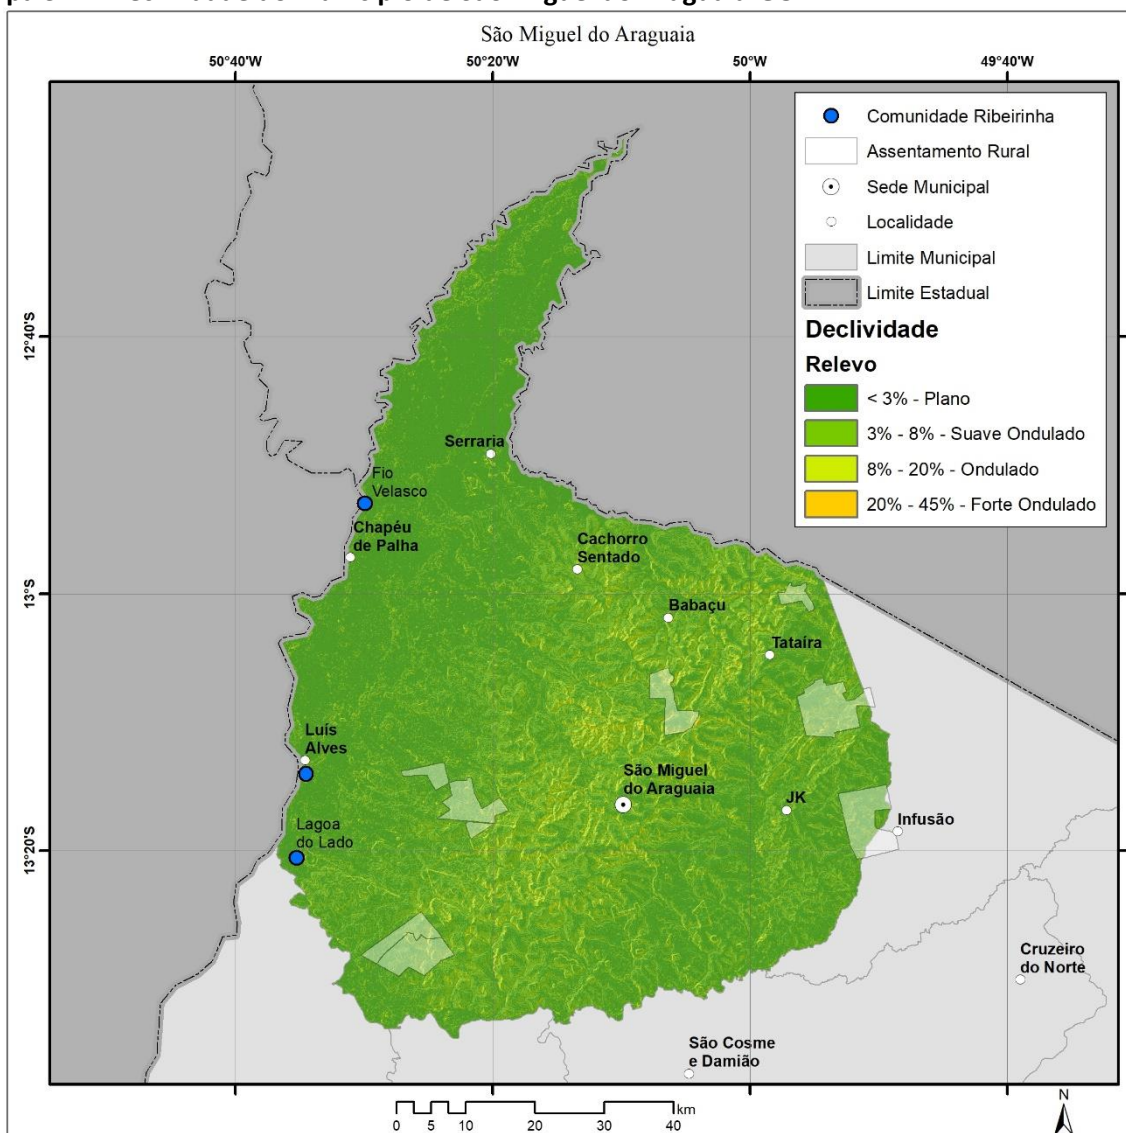 São Miguel do Araguaia
50°40'W 50°20'W 50°W 49°40'W
Comunidade Ribeirinha
Assentamento Rural
Sede Municipal
Localidade
Limite Municipal
Limite Estadual
Declividade
Relevo
< 3% - Plano
3% - 8% - Suave Ondulado
8% - 20% - Ondulado
20% - 45% - Forte Ondulado
12°40'S
13°S
13°20'S
Serraria
Fio
Velasco
Chapéu
de Palha
Cachorro
Sentado
Babaçu
Tataíra
Luís
Alves
São Miguel
do Araguaia
JK
Infusão
Lagoa
do Lado
Cruzeiro
do Norte
São Cosme
e Damião
km
0 5 10 20 30 40
N